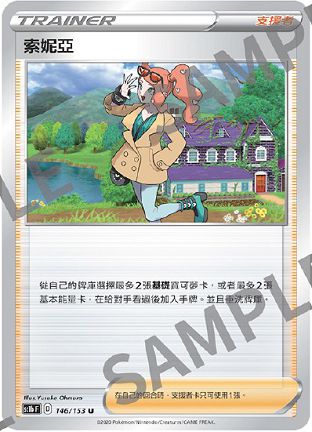 TRAINER 支援者
索妮亞
SAMPLE
從自己的牌庫選擇最多2張基礎寶可夢卡,或者最多2張
基本能量卡,在給對手看過後加入手牌。並且重洗牌庫。
Illus. Yusuke Ohmura
在自己的回合時,支援者卡只可使用1張。
146/153 U
©2020 Pokémon/Nintendo/Creatures/GAME FREAK.